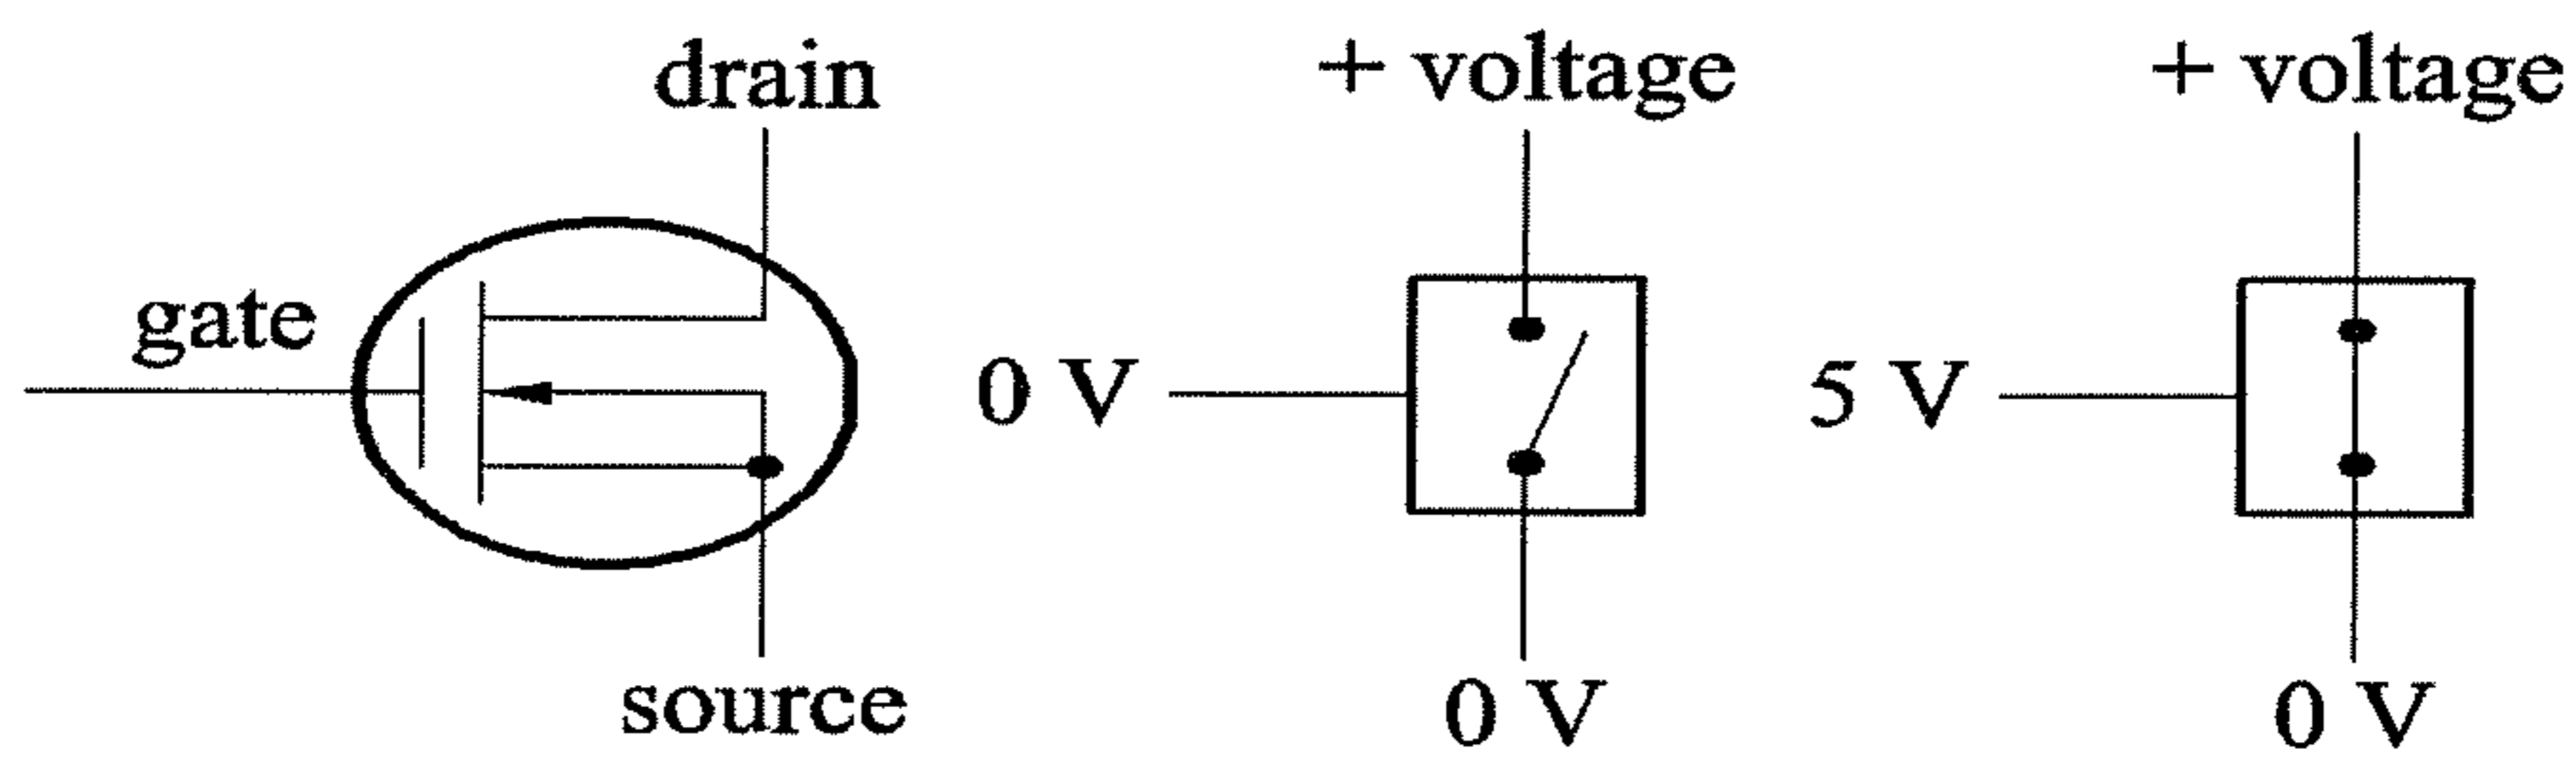 drain
gate
source
+ voltage
0 V
0 V
+ voltage
5 V
0 V